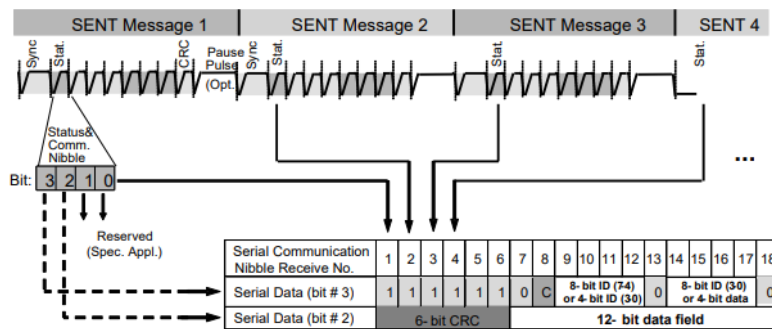 SENT Message 1 SENT Message 2 SENT Message 3 SENT 4
Sync Stat. CRC Pause Pulse (Opt. Sync Stat. Stat. Stat.
Status&
Comm.
Nibble
...
Bit: 3 2 1 0
Reserved
(Spec. Appl.)
Serial Communication
Nibble Receive No. 1 2 3 4 5 6 7 8 9 10 11 12 13 14 15 16 17 18
Serial Data (bit # 3) 1 1 1 1 1 1 0 C 8- bit ID (7-4) or 4-bit ID (3-0) 0 8- bit ID (3-0) or 4-bit data 0
Serial Data (bit # 2) 6- bit CRC 12- bit data field